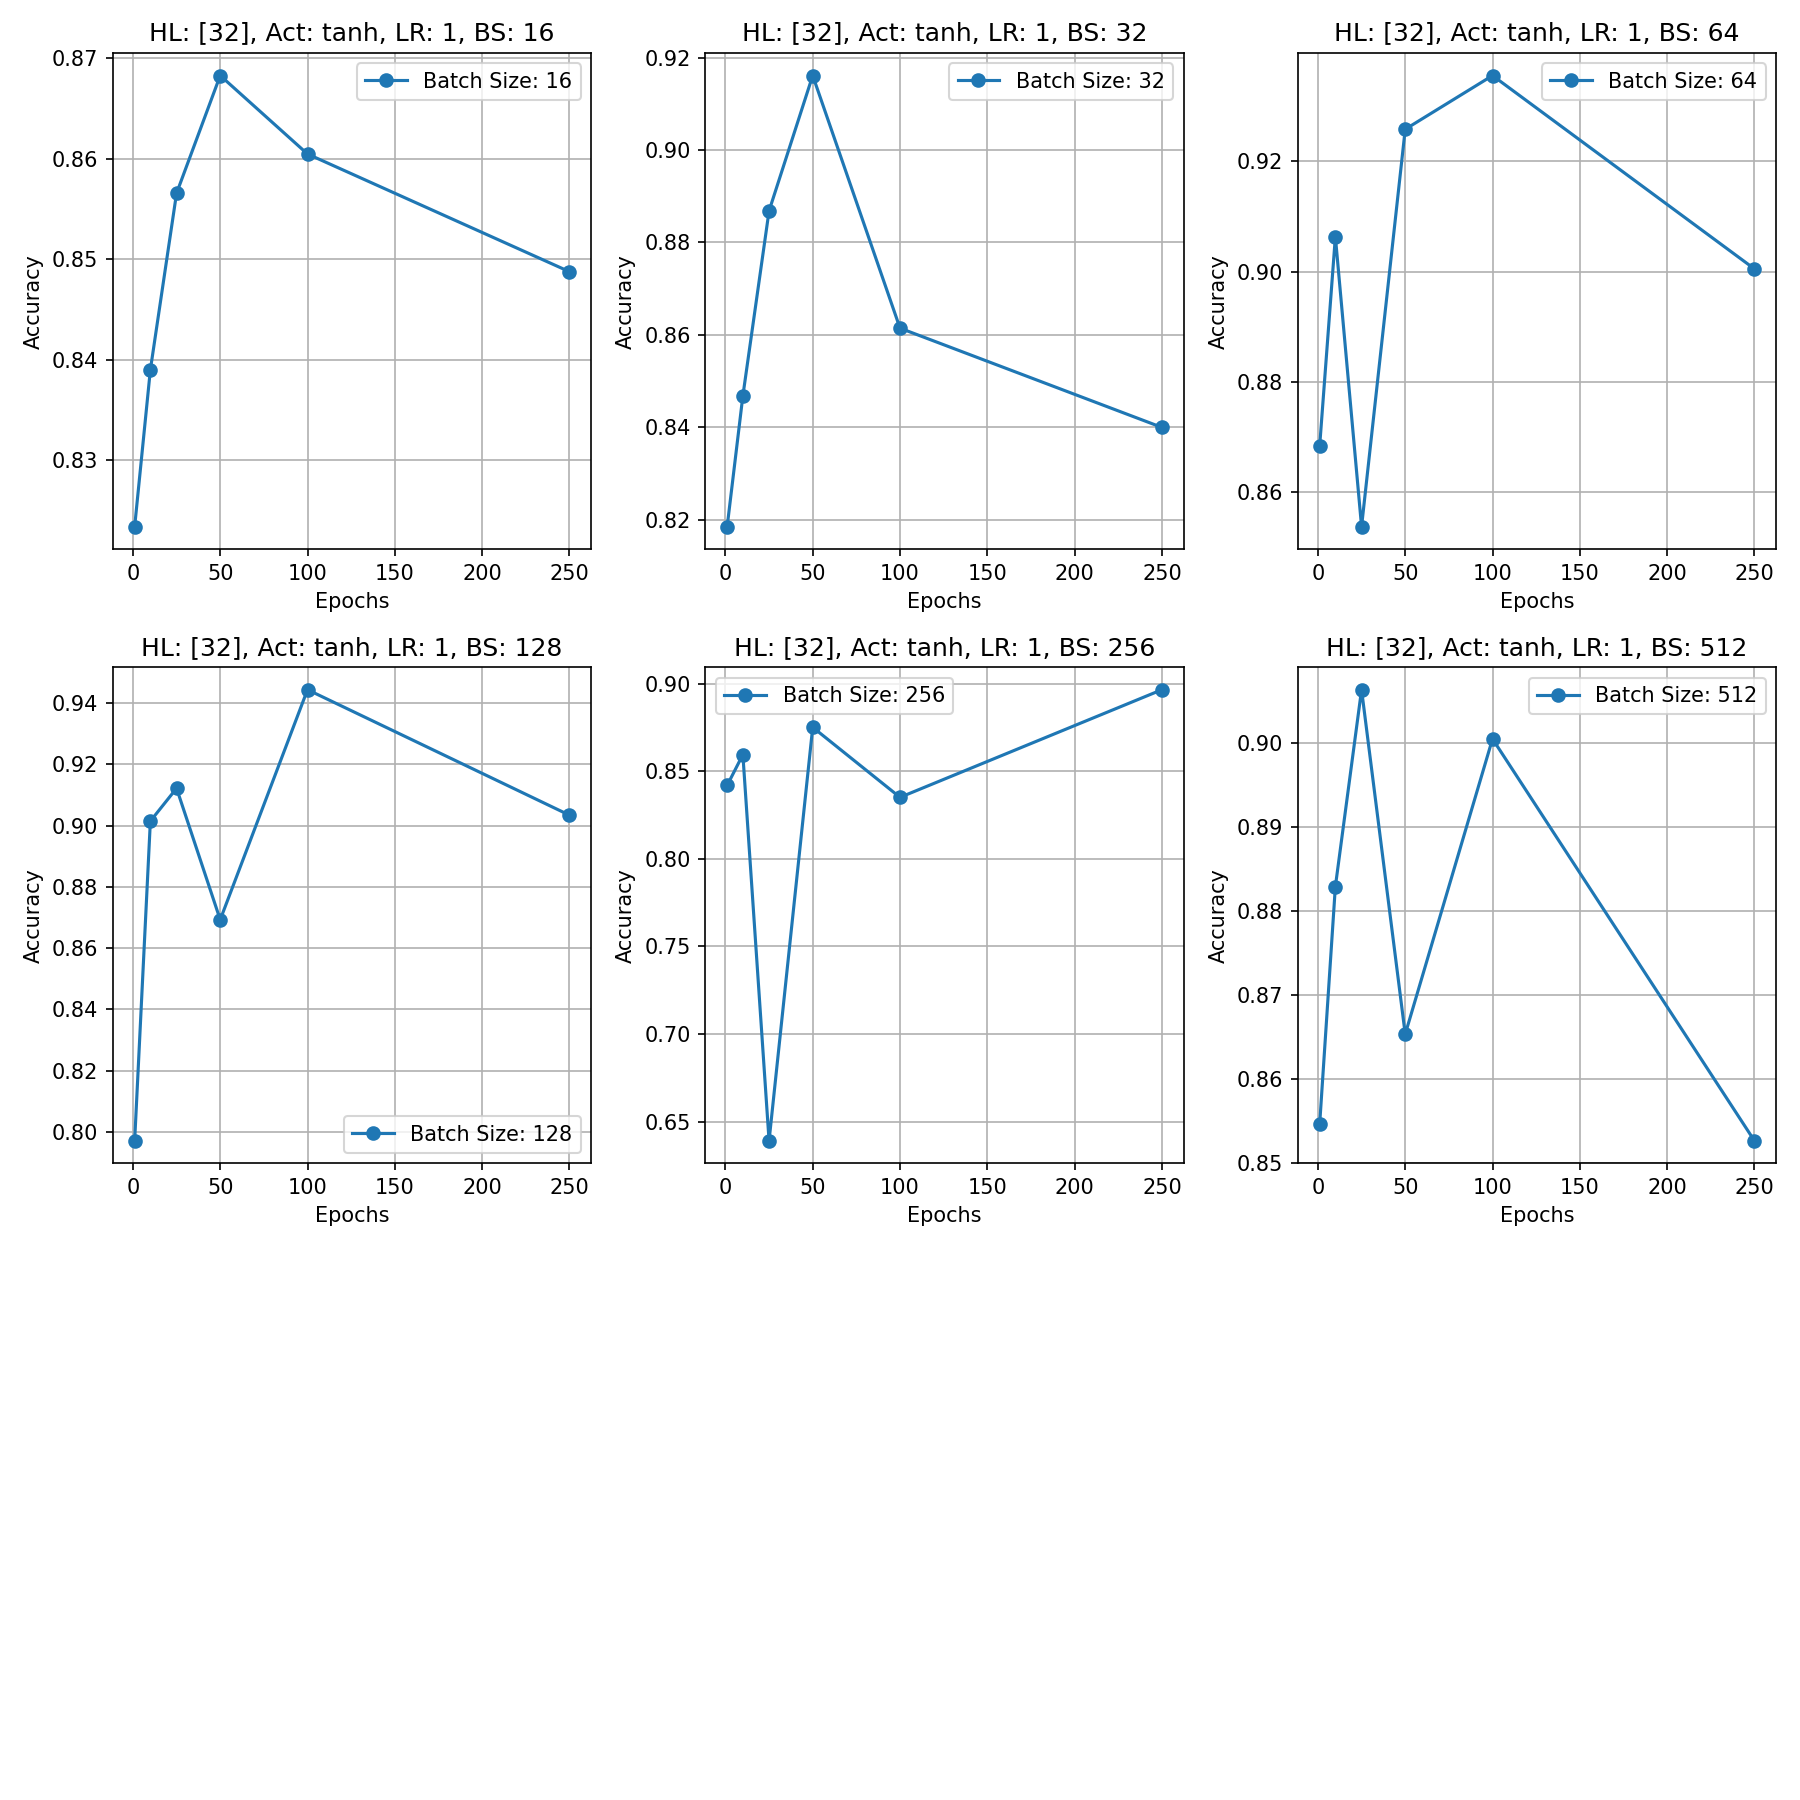 HL: [32], Act: tanh, LR: 1, BS: 16
Batch Size: 16
0.87
0.86
0.85
0.84
0.83
Accuracy
0 50 100 150 200 250
Epochs
HL: [32], Act: tanh, LR: 1, BS: 32
Batch Size: 32
0.92
0.90
0.88
0.86
0.84
0.82
Accuracy
0 50 100 150 200 250
Epochs
HL: [32], Act: tanh, LR: 1, BS: 64
Batch Size: 64
0.92
0.90
0.88
0.86
Accuracy
0 50 100 150 200 250
Epochs
HL: [32], Act: tanh, LR: 1, BS: 128
0.94
0.92
0.90
0.88
0.86
0.84
0.82
0.80
Accuracy
Batch Size: 128
0 50 100 150 200 250
Epochs
HL: [32], Act: tanh, LR: 1, BS: 256
Batch Size: 256
0.90
0.85
0.80
0.75
0.70
0.65
Accuracy
0 50 100 150 200 250
Epochs
HL: [32], Act: tanh, LR: 1, BS: 512
Batch Size: 512
0.90
0.89
0.88
0.87
0.86
0.85
Accuracy
0 50 100 150 200 250
Epochs